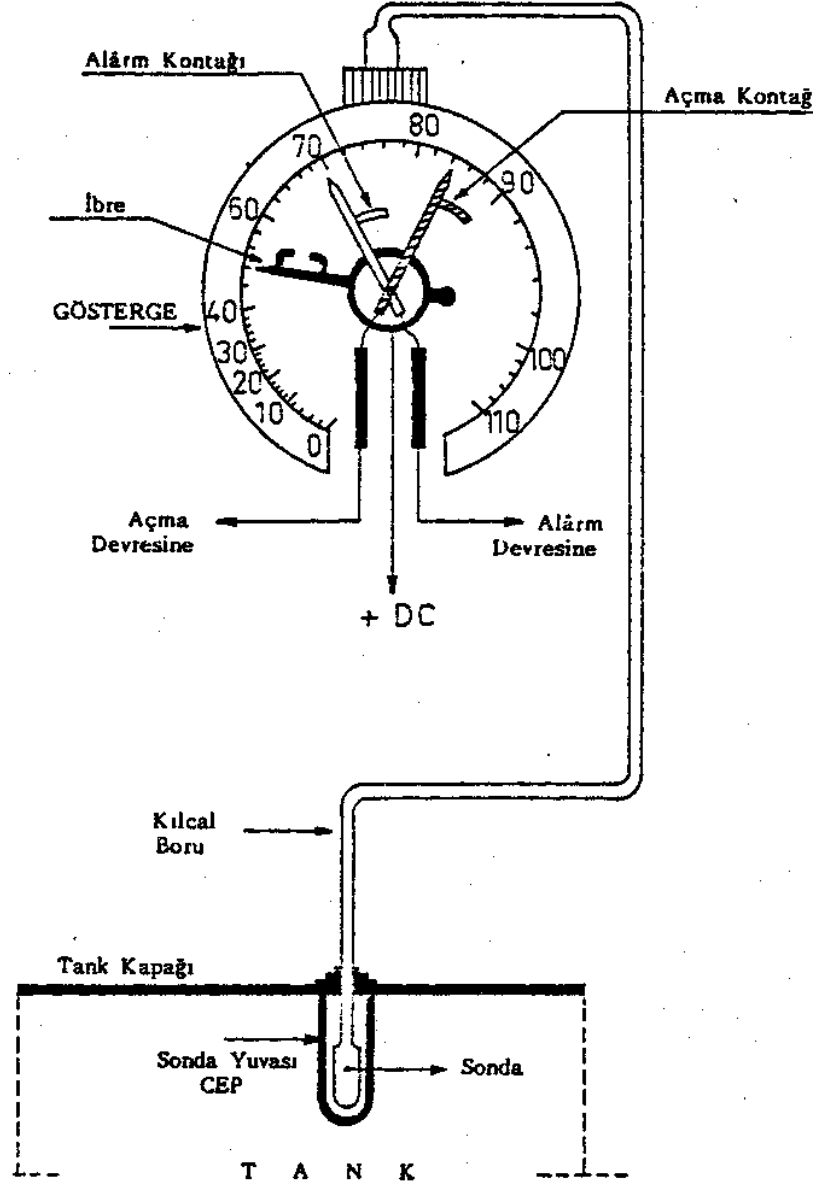 Alârm Kontağı
Açma Kontağ
İbre
GÖSTERGE
0
10
20
30
40
60
70
80
90
100
110
Açma
Devresine
Alârm
Devresine
+ DC
Kılcal
Boru
Tank Kapağı
Sonda Yuvası
CEP
Sonda
T A N K